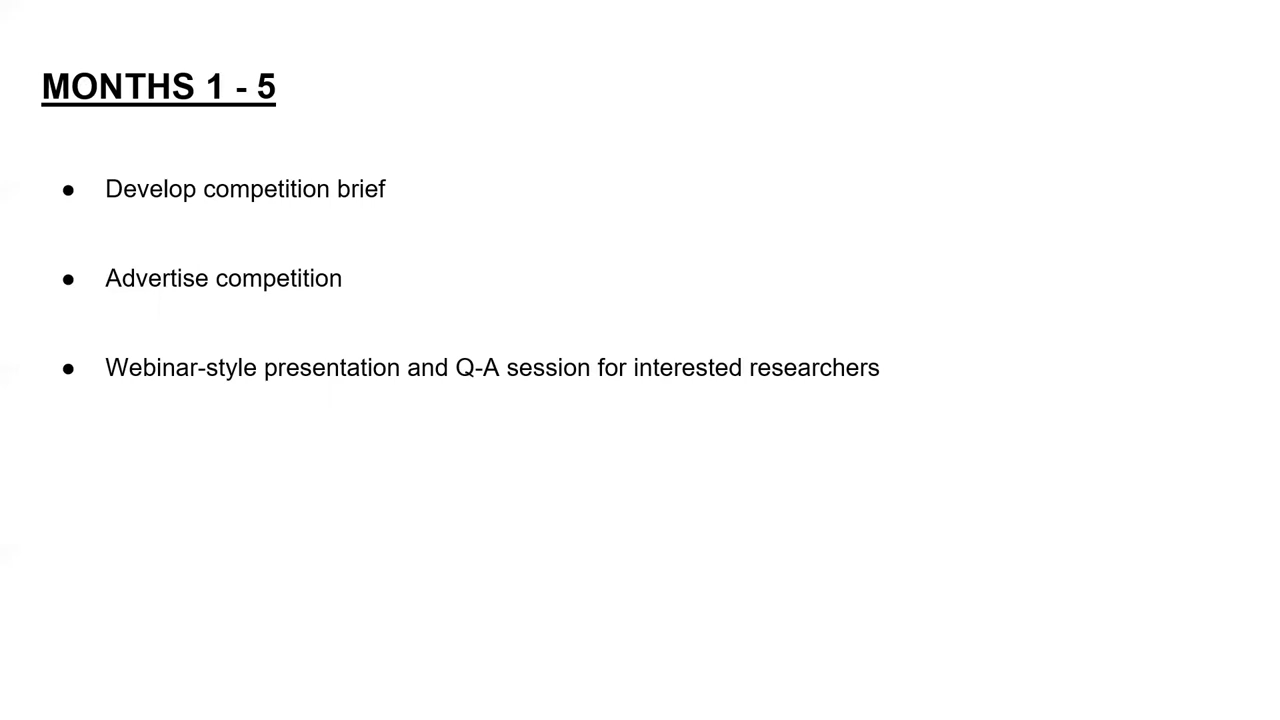 MONTHS 1 - 5
● Develop competition brief
● Advertise competition
● Webinar-style presentation and Q-A session for interested researchers